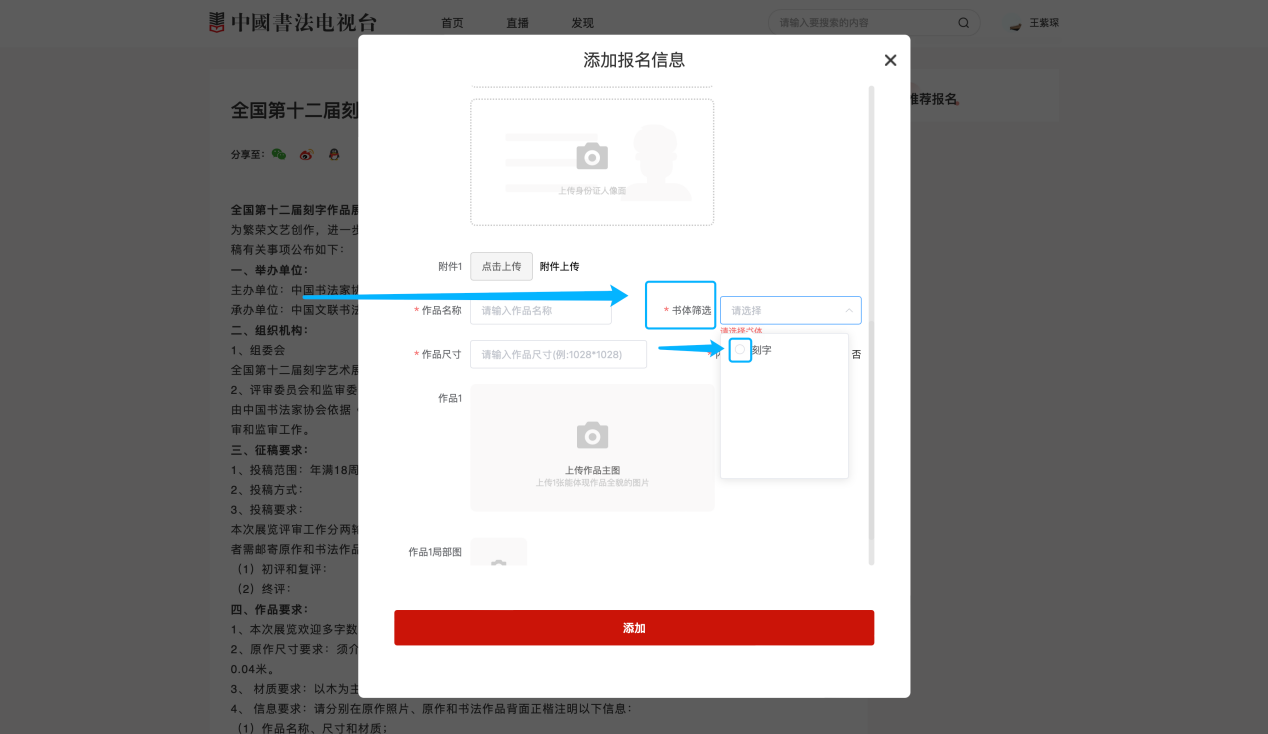 中國書法电视台
首页
直播
发现
请输入要搜索的内容
王紫琛
添加报名信息
全国第十二届刻
推荐报名
分享至：
上传身份证人像面
全国第十二届刻字作品展
为繁荣文艺创作，进一步
稿有关事项公布如下：
一、举办单位：
主办单位：中国书法家协
承办单位：中国文联书法
二、组织机构：
1、组委会
全国第十二届刻字艺术展
2、评审委员会和监审委
由中国书法家协会依据
审和监审工作。
三、征稿要求：
1、投稿范围：年满18周
2、投稿方式：
3、投稿要求：
本次展览评审工作分两轮
者需邮寄原作和书法作品
（1）初评和复评：
（2）终评：
四、作品要求：
1、本次展览欢迎多字数
2、原作尺寸要求：须介
0.04米。
3、 材质要求：以木为主
4、 信息要求：请分别在原作照片、原作和书法作品背面正楷注明以下信息：
（1）作品名称、尺寸和材质；
附件1
点击上传
附件上传
* 作品名称
请输入作品名称
* 书体筛选
请选择
请选择书体
* 作品尺寸
请输入作品尺寸(例:1028*1028)
刻字
否
作品1
上传作品主图
上传1张能体现作品全貌的图片
作品1局部图
添加